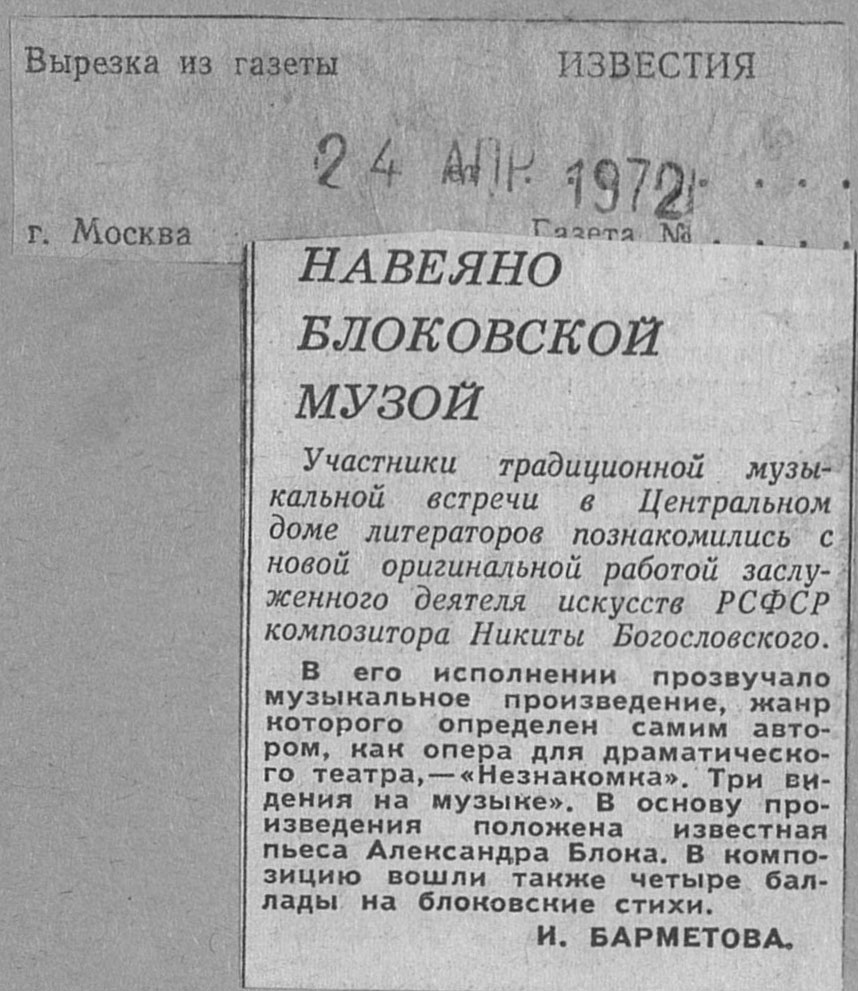 Вырезка из газеты ИЗВЕСТИЯ
24 АПР 1972
г. Москва Газета №
НАВЕЯНО
БЛОКОВСКОЙ
МУЗОЙ
Участники традиционной музы-
кальной встречи в Центральном
доме литераторов познакомились с
новой оригинальной работой заслу-
женного деятеля искусств РСФСР
композитора Никиты Богословского.
В его исполнении прозвучало
музыкальное произведение, жанр
которого определен самим авто-
ром, как опера для драматическо-
го театра,—«Незнакомка». Три ви-
дения на музыке». В основу про-
изведения положена известная
пьеса Александра Блока. В компо-
зицию вошли также четыре бал-
лады на блоковские стихи.
И. БАРМЕТОВА.